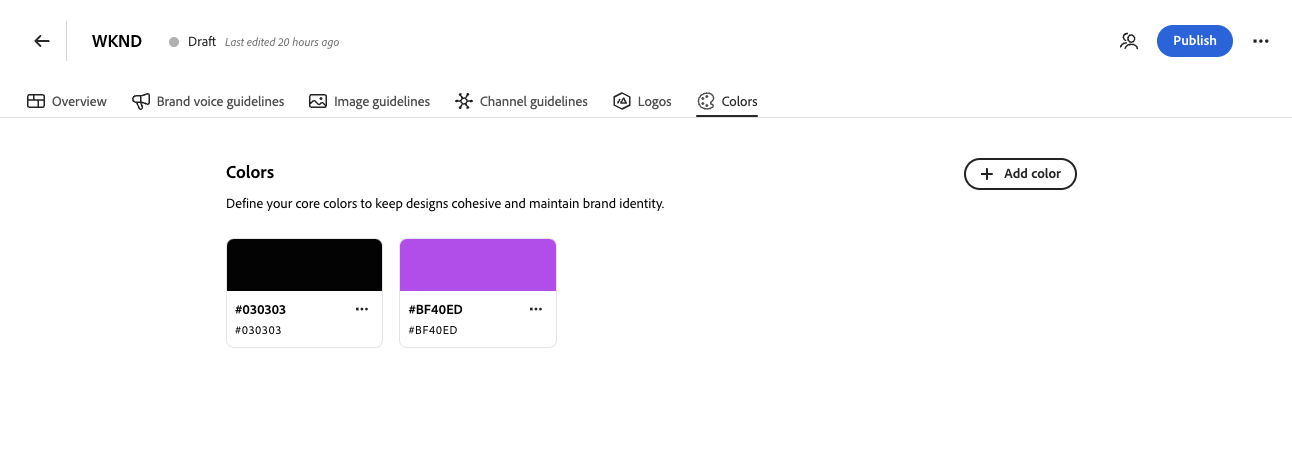 WKND Draft Last edited 20 hours ago Publish
Overview Brand voice guidelines Image guidelines Channel guidelines Logos Colors
Colors
Add color
Define your core colors to keep designs cohesive and maintain brand identity.
#030303
#030303
#BF40ED
#BF40ED